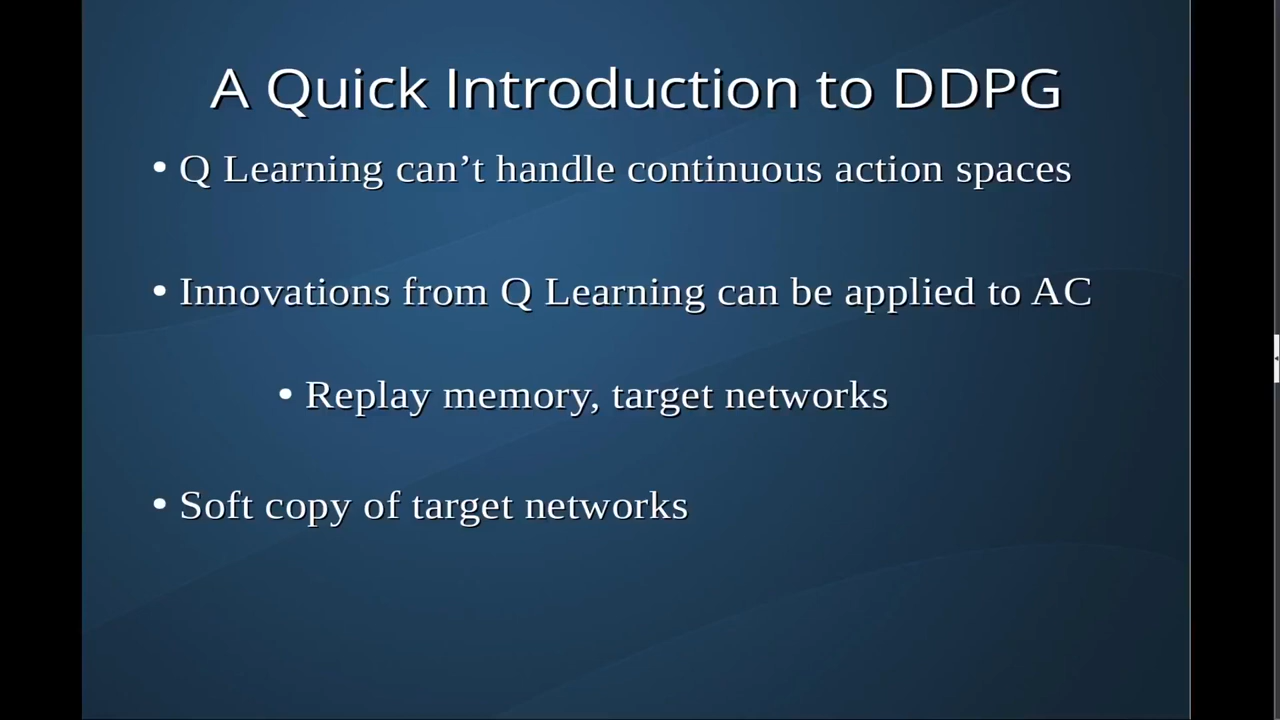 A Quick Introduction to DDPG
• Q Learning can’t handle continuous action spaces
• Innovations from Q Learning can be applied to AC
• Replay memory, target networks
• Soft copy of target networks